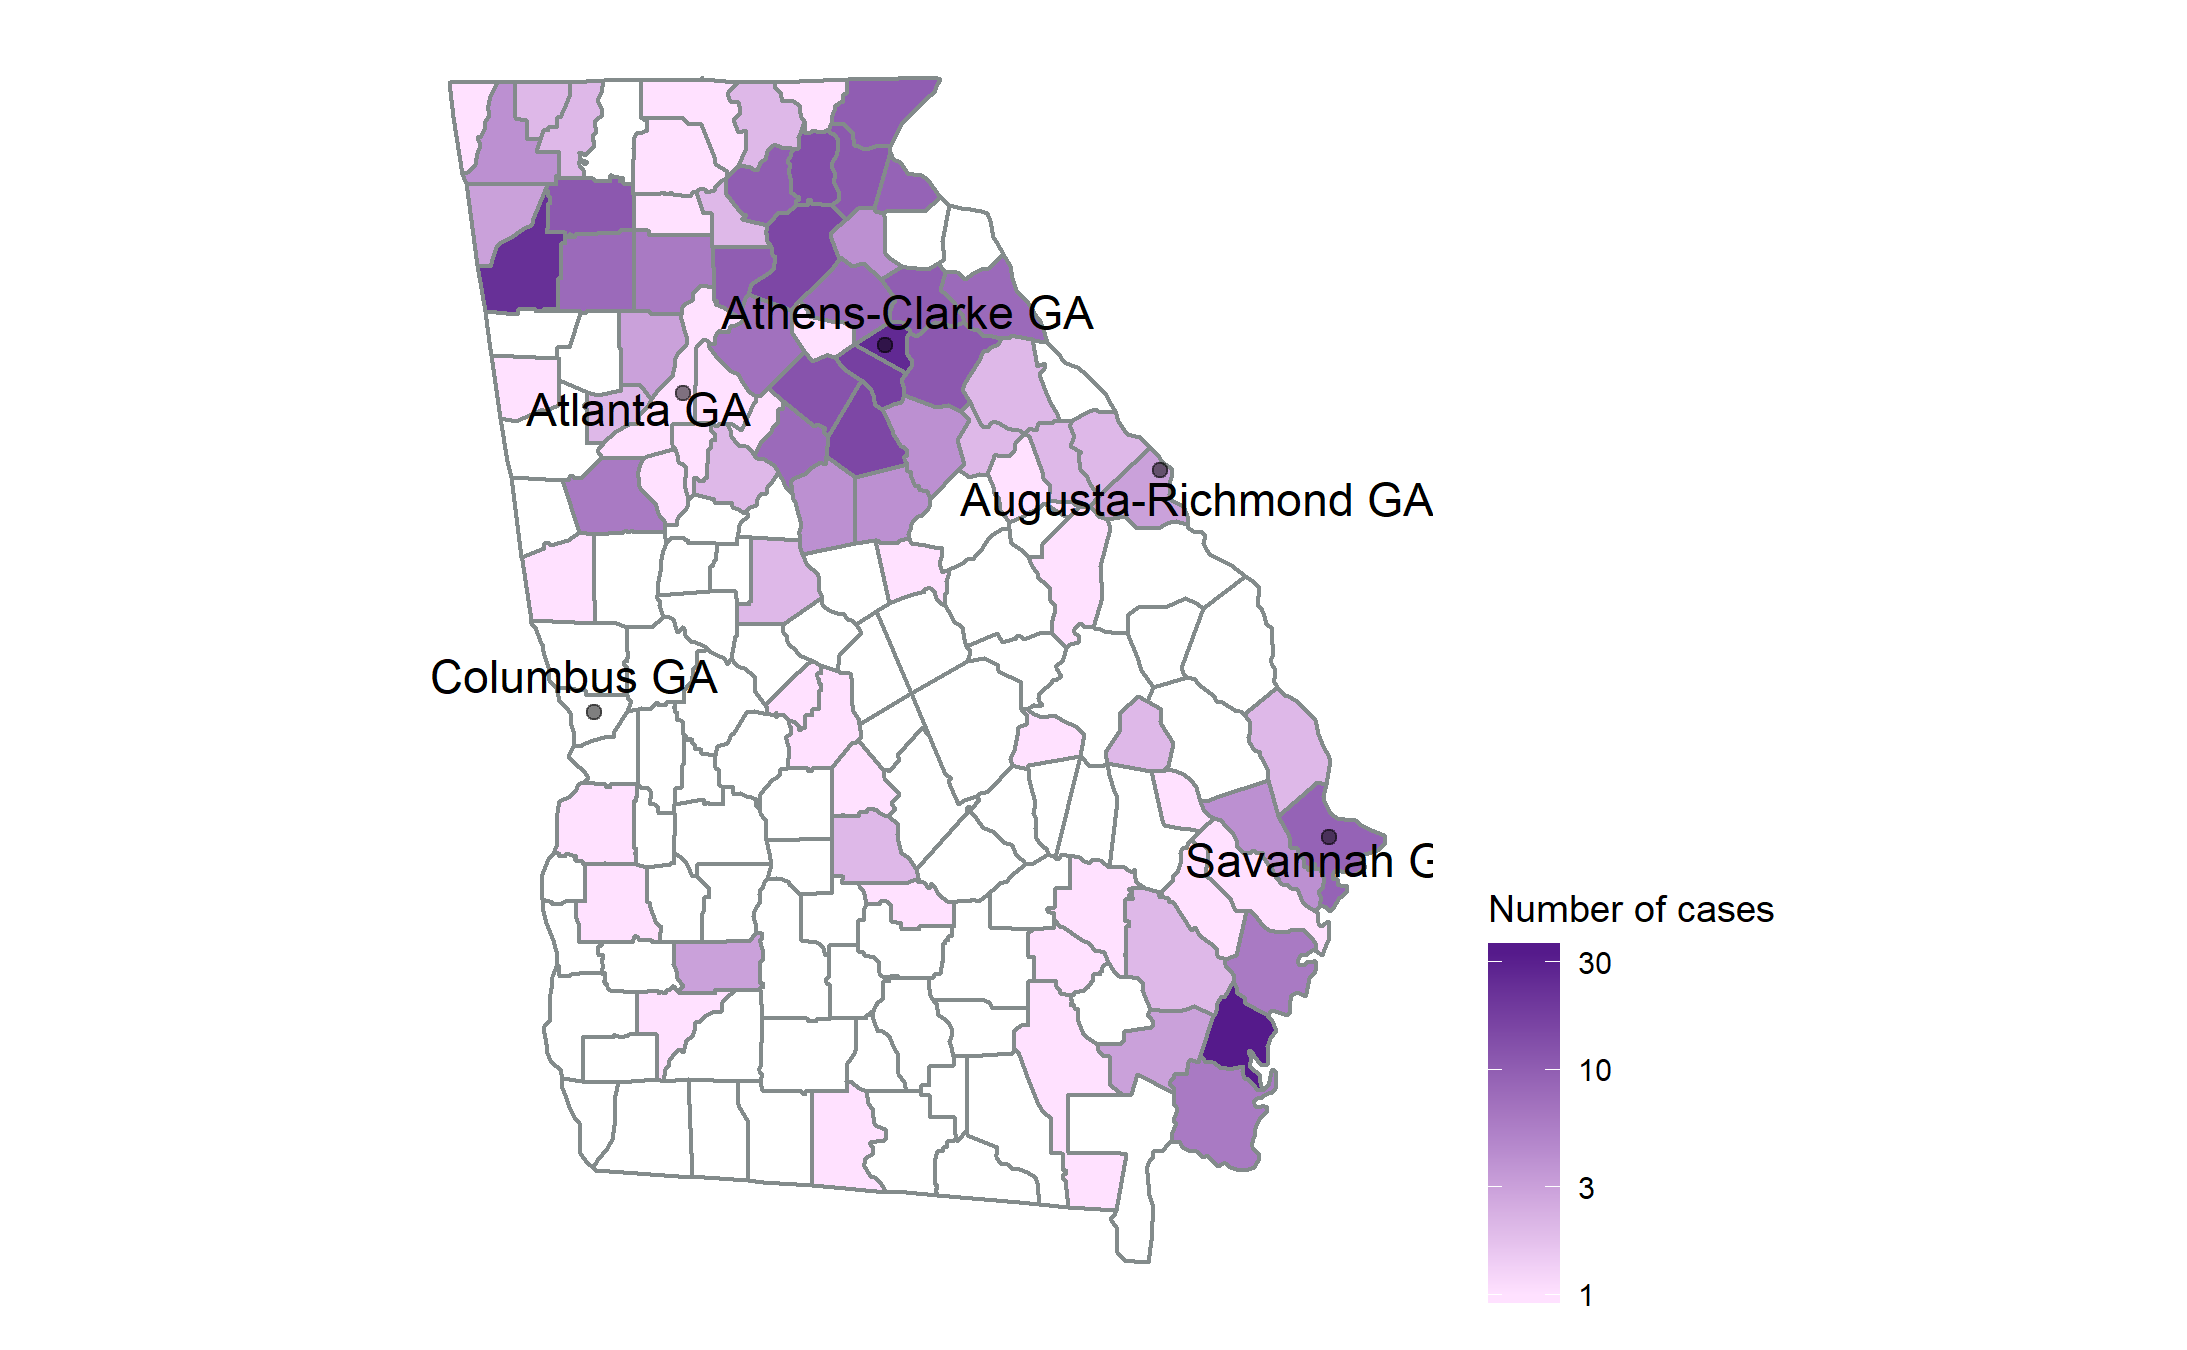 Athens-Clarke GA
Atlanta GA
Augusta-Richmond GA
Columbus GA
Savannah G
Number of cases
30
10
3
1